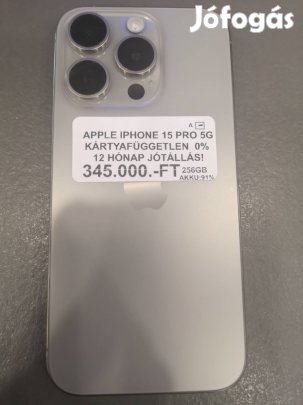 Jófogás
A
APPLE IPHONE 15 PRO 5G
KÁRTYAFÜGGETLEN 0%
12 HÓNAP JÓTÁLLÁS!
345.000.-FT 256GB
AKKU:91%